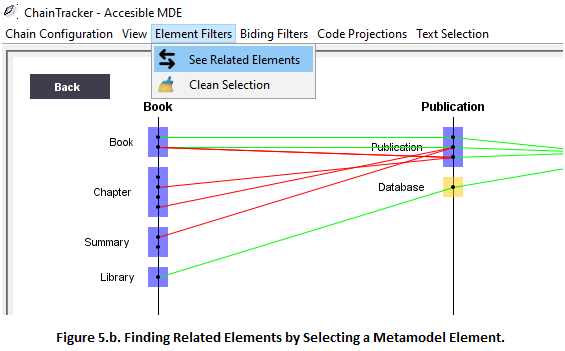 ChainTracker - Accesible MDE
Chain Configuration View Element Filters Biding Filters Code Projections Text Selection
See Related Elements
Clean Selection
Back
Book Publication
Book
Publication
Chapter
Database
Summary
Library
Figure 5.b. Finding Related Elements by Selecting a Metamodel Element.